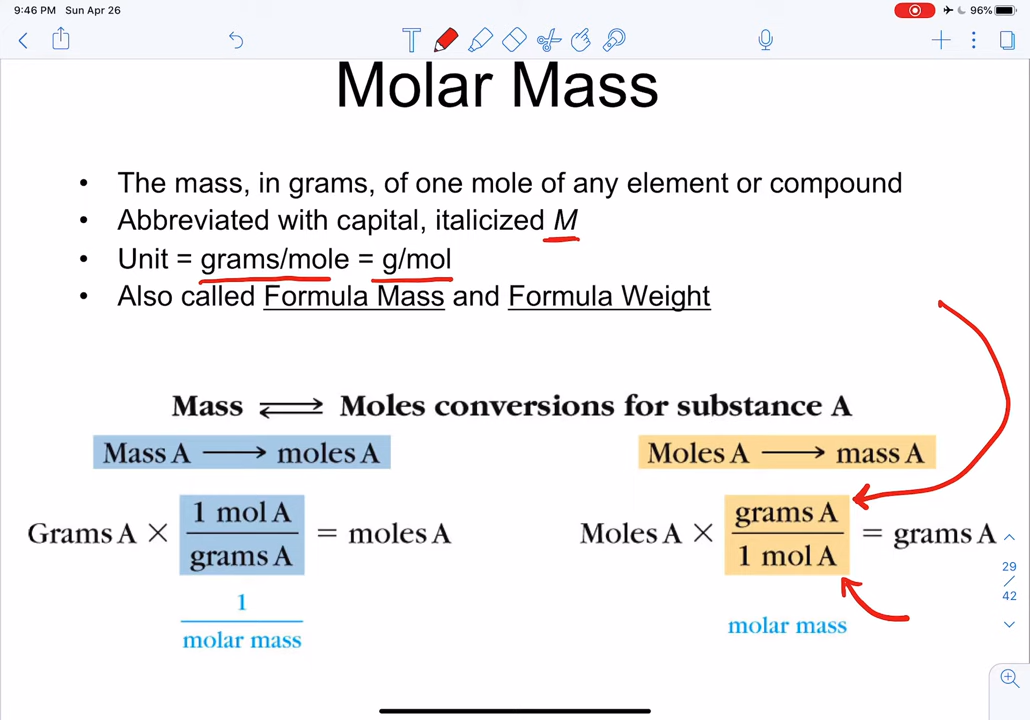 9:46 PM Sun Apr 26 96%
T
Molar Mass
• The mass, in grams, of one mole of any element or compound
• Abbreviated with capital, italicized M
• Unit = grams/mole = g/mol
• Also called Formula Mass and Formula Weight
Mass ⇌ Moles conversions for substance A
Mass A → moles A
Grams A × 1 mol A / grams A = moles A
1
molar mass
Moles A → mass A
Moles A × grams A / 1 mol A = grams A
molar mass
29
/
42